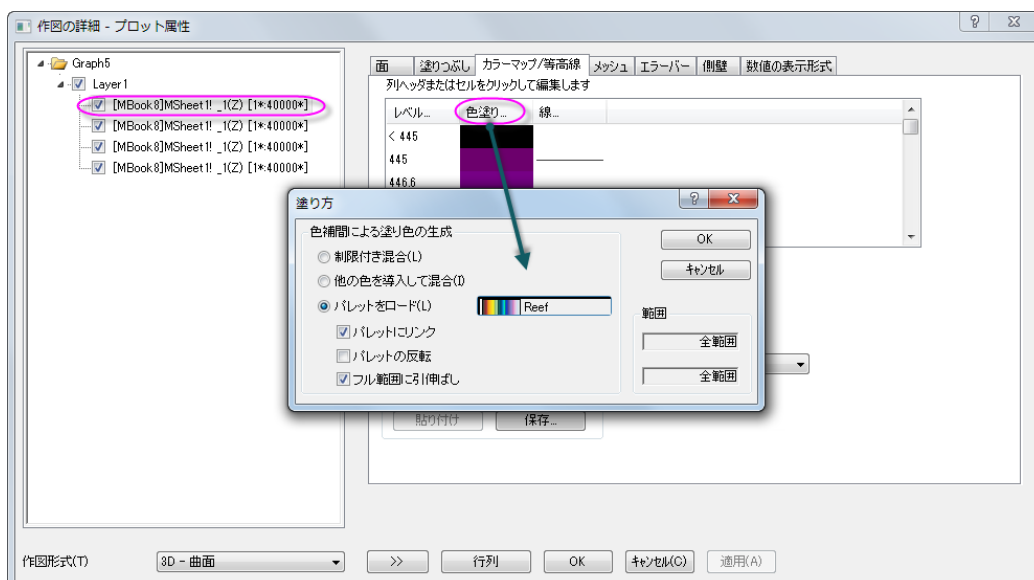 作図の詳細 - プロット属性
Graph5
Layer1
[MBook8]MSheet1! _1(Z) [1*:40000*]
[MBook8]MSheet1! _1(Z) [1*:40000*]
[MBook8]MSheet1! _1(Z) [1*:40000*]
[MBook8]MSheet1! _1(Z) [1*:40000*]
面 塗りつぶし カラーマップ/等高線 メッシュ エラーバー 側壁 数値の表示形式
列ヘッダまたはセルをクリックして編集します
レベル... 色塗り... 線...
< 445
445
446.6
塗り方
色補間による塗り色の生成
制限付き混合(L)
他の色を導入して混合(I)
パレットをロード(L) Reef
パレットにリンク
パレットの反転
フル範囲に引伸ばし
OK
キャンセル
範囲
全範囲
全範囲
貼り付け 保存...
作図形式(T) 3D - 曲面 >> 行列 OK キャンセル(C) 適用(A)